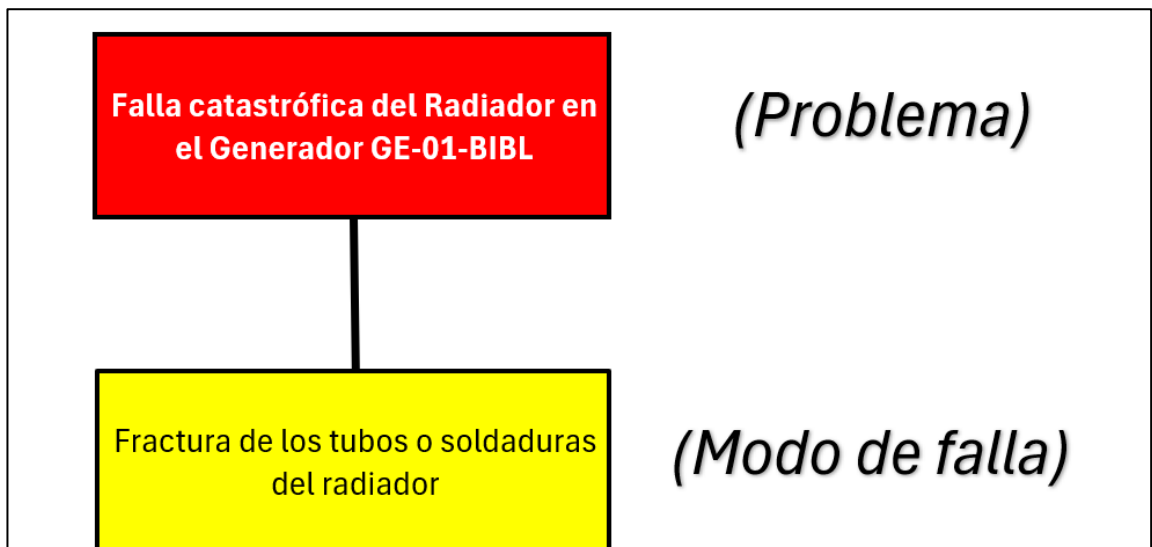 Falla catastrófica del Radiador en
el Generador GE-01-BIBL
(Problema)
Fractura de los tubos o soldaduras
del radiador
(Modo de falla)